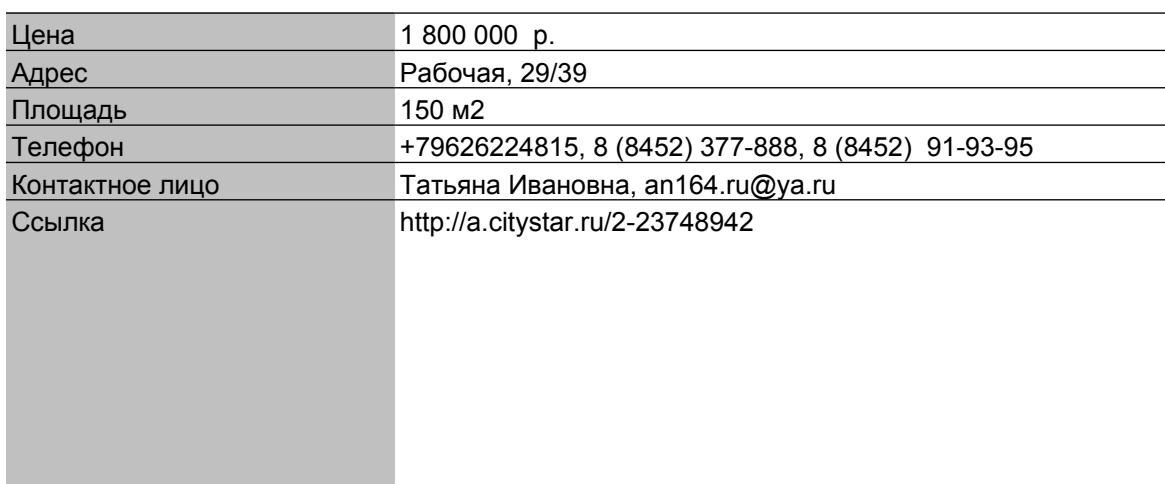 Цена 1 800 000  р.
Адрес Рабочая, 29/39
Площадь 150 м2
Телефон +79626224815, 8 (8452) 377-888, 8 (8452)  91-93-95
Контактное лицо Татьяна Ивановна, an164.ru@ya.ru
Ссылка http://a.citystar.ru/2-23748942